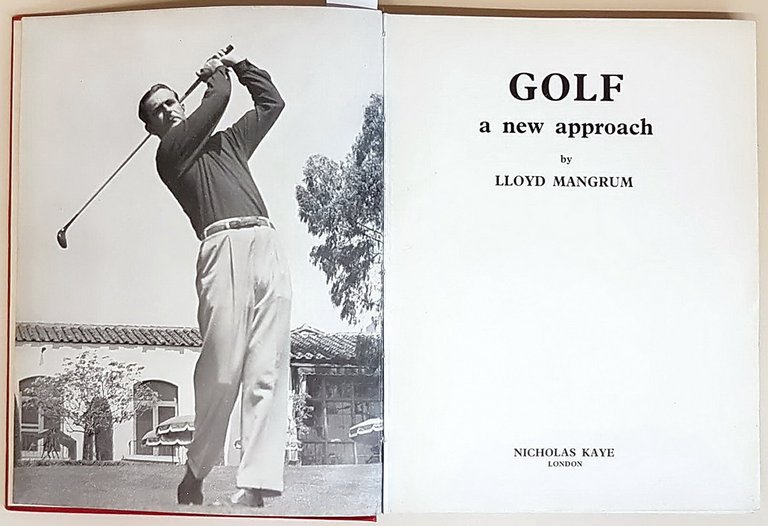 GOLF
a new approach
by
LLOYD MANGRUM
NICHOLAS KAYE
LONDON